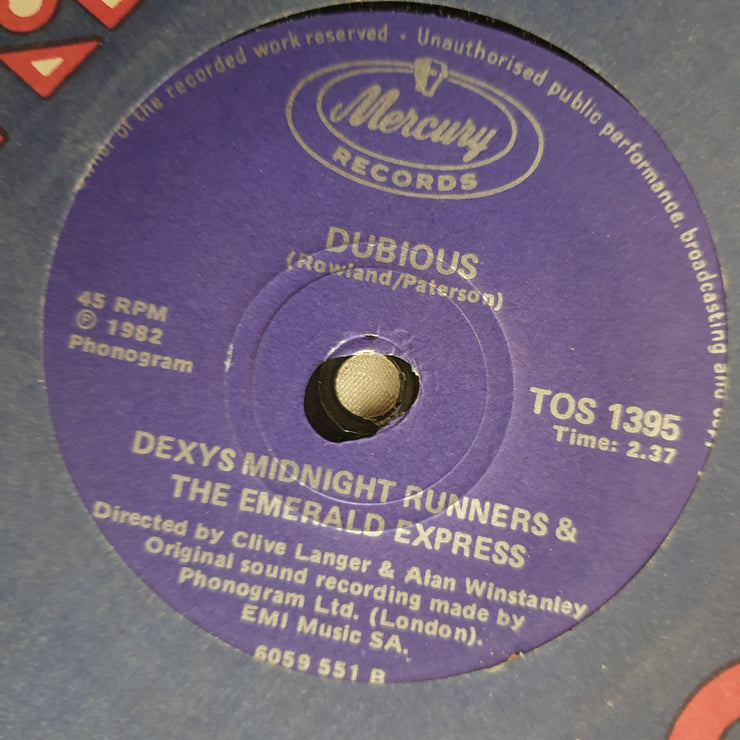 of the recorded work reserved - Unauthorised public performance, broadcasting and
Mercury
RECORDS
DUBIOUS
(Rowland/Paterson)
45 RPM
℗ 1982
Phonogram
TOS 1395
Time: 2.37
DEXYS MIDNIGHT RUNNERS &
THE EMERALD EXPRESS
Directed by Clive Langer & Alan Winstanley
Original sound recording made by
Phonogram Ltd. (London).
EMI Music SA.
6059 551 B